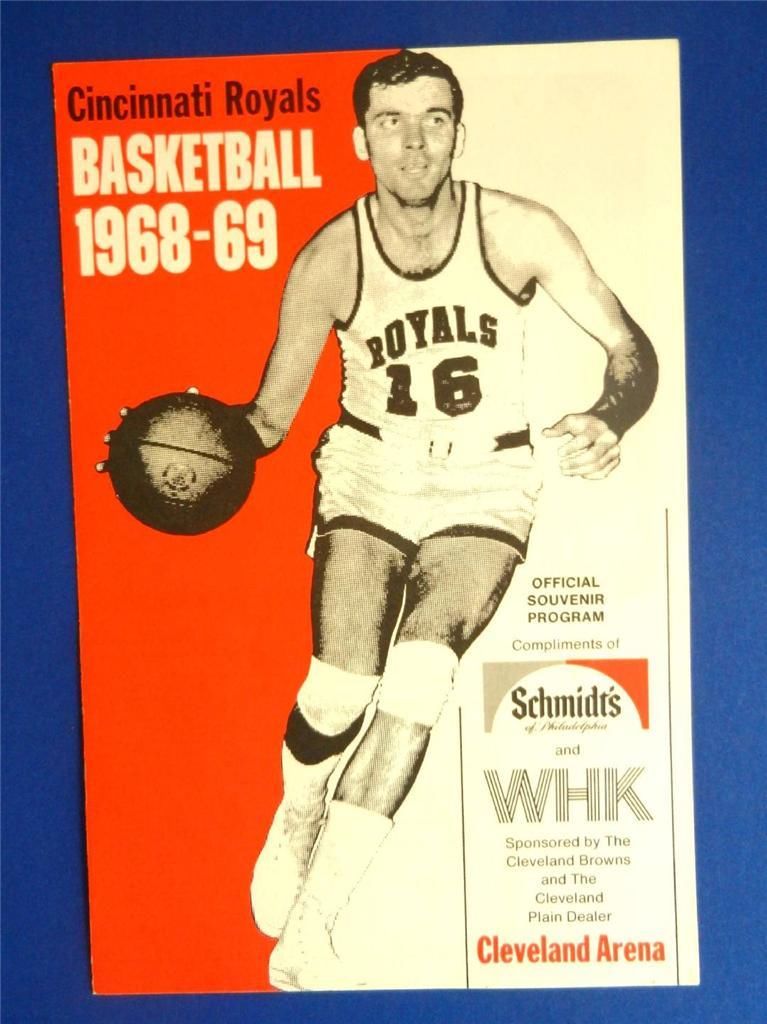 Cincinnati Royals
BASKETBALL
1968-69
ROYALS
16
OFFICIAL
SOUVENIR
PROGRAM
Compliments of
Schmidt's
of Philadelphia
and
WHK
Sponsored by The
Cleveland Browns
and The
Cleveland
Plain Dealer
Cleveland Arena